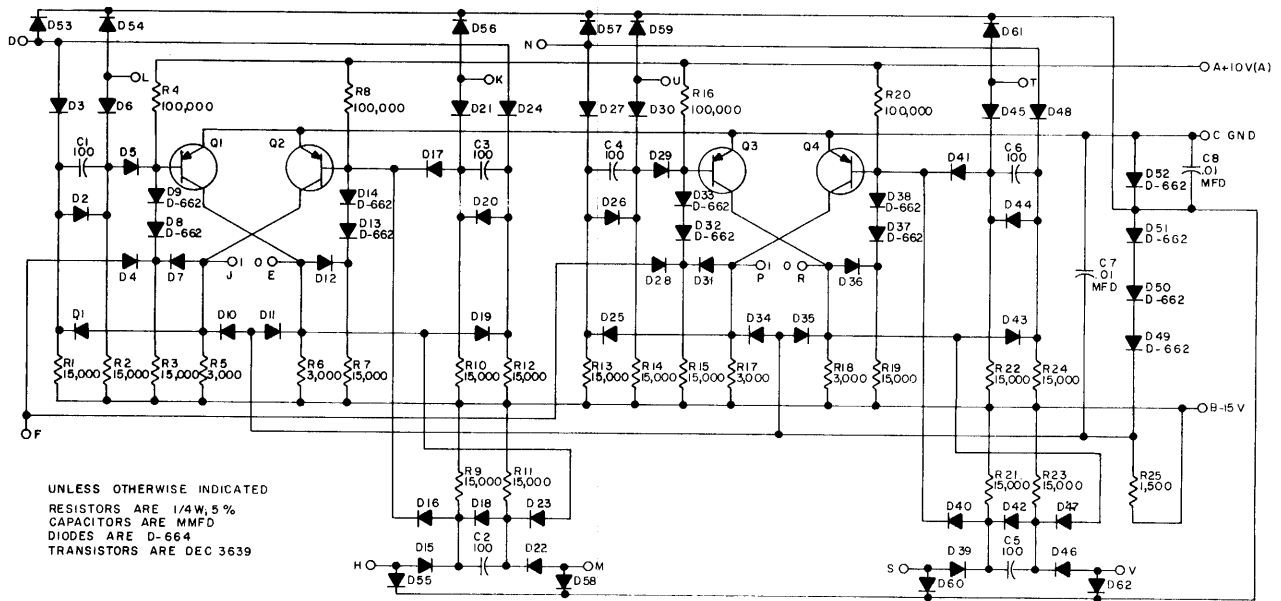 D53 D54 D56 D57 D59 D61
D N
L K U T
A+10V(A)
D3 D6 R4 100,000 R8 100,000 D21 D24 D27 D30 R16 100,000 R20 100,000 D45 D48
C GND
C1 100 D5 Q1 Q2 D17 C3 100 C4 100 D29 Q3 Q4 D41 C6 100 D52 D-662 C8 .01 MFD
D2 D9 D-662 D14 D-662 D20 D26 D33 D-662 D38 D-662 D44
D8 D-662 D13 D-662 D32 D-662 D37 D-662 D51 D-662
D4 D7 1 J 0 E D12 D28 D31 1 P 0 R D36 C7 .01 MFD D50 D-662
D1 D10 D11 D19 D25 D34 D35 D43 D49 D-662
R1 15,000 R2 15,000 R3 15,000 R5 3,000 R6 3,000 R7 15,000 R10 15,000 R12 15,000 R13 15,000 R14 15,000 R15 15,000 R17 3,000 R18 3,000 R19 15,000 R22 15,000 R24 15,000
B-15V
F
R9 15,000 R11 15,000 R21 15,000 R23 15,000 R25 1,500
D16 D18 D23 D40 D42 D47
D15 C2 100 D22 D39 C5 100 D46
H M S V
D55 D58 D60 D62
UNLESS OTHERWISE INDICATED
RESISTORS ARE 1/4W; 5%
CAPACITORS ARE MMFD
DIODES ARE D-664
TRANSISTORS ARE DEC 3639